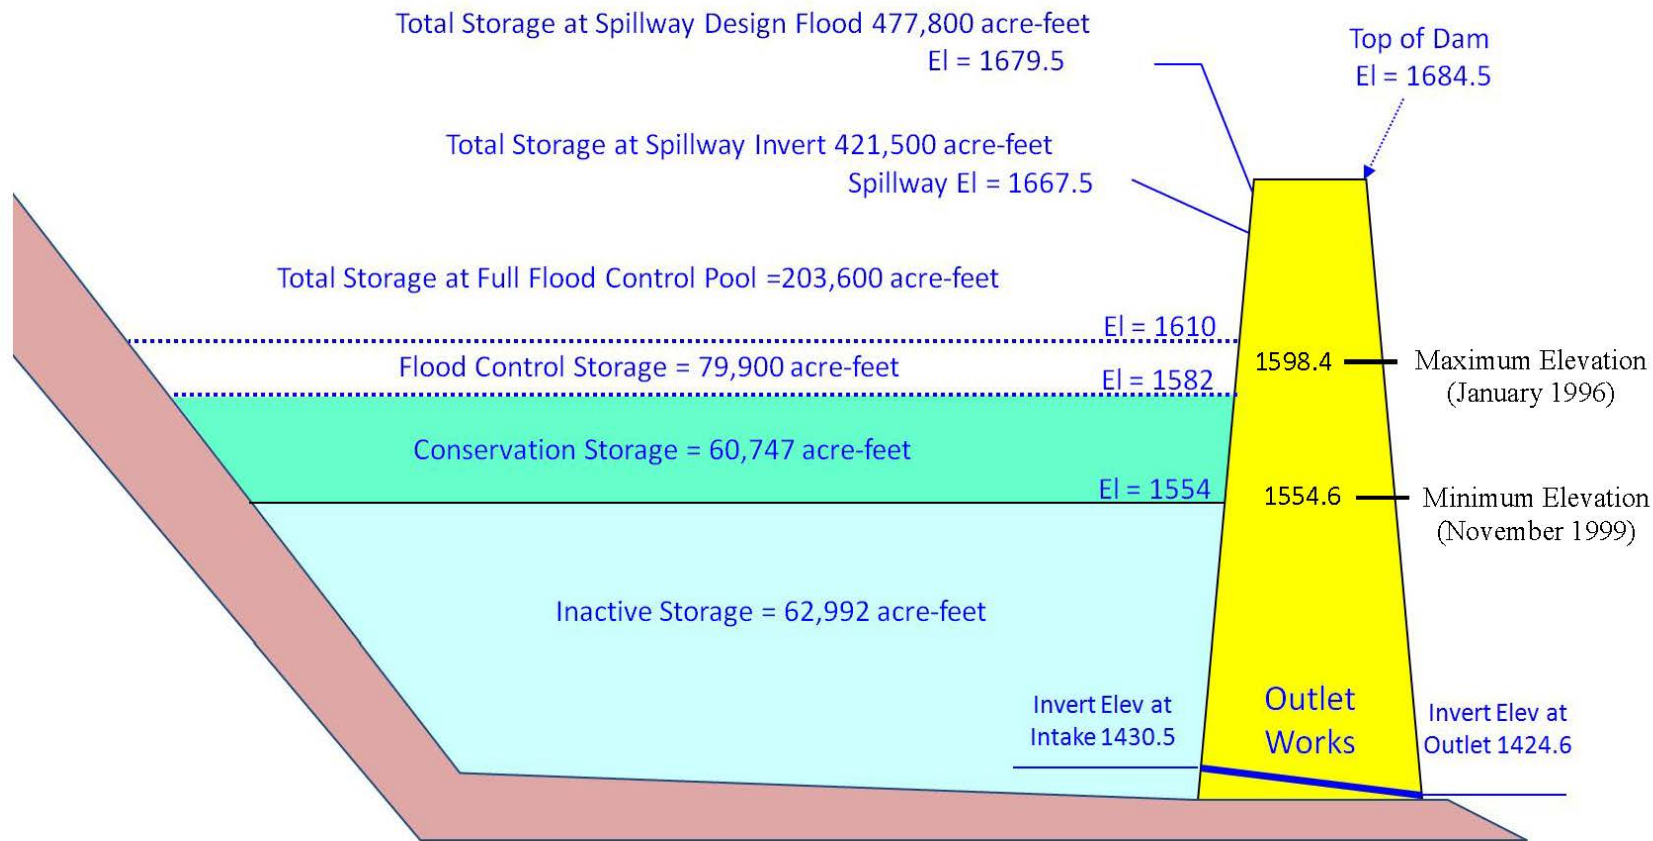 Total Storage at Spillway Design Flood 477,800 acre-feet
El = 1679.5
Top of Dam
El = 1684.5
Total Storage at Spillway Invert 421,500 acre-feet
Spillway El = 1667.5
Total Storage at Full Flood Control Pool =203,600 acre-feet
El = 1610
Flood Control Storage = 79,900 acre-feet
El = 1582
1598.4
Maximum Elevation
(January 1996)
Conservation Storage = 60,747 acre-feet
El = 1554
1554.6
Minimum Elevation
(November 1999)
Inactive Storage = 62,992 acre-feet
Invert Elev at
Intake 1430.5
Outlet
Works
Invert Elev at
Outlet 1424.6